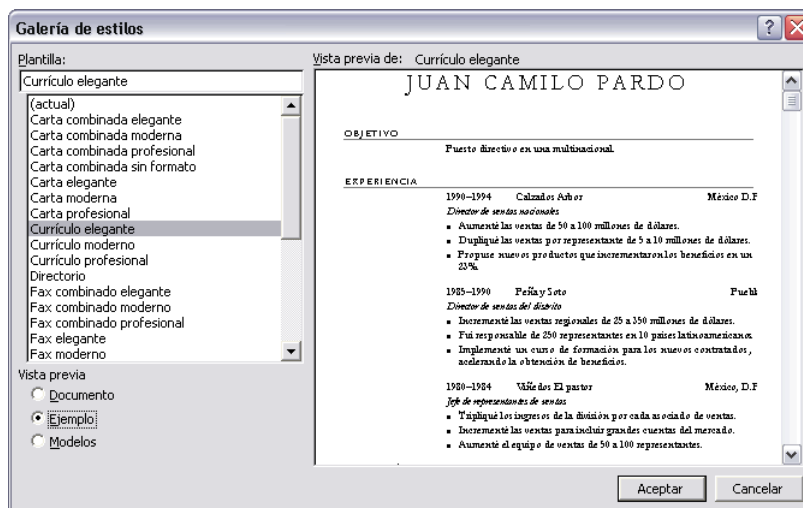 Galería de estilos
Plantilla:
Currículo elegante
(actual)
Carta combinada elegante
Carta combinada moderna
Carta combinada profesional
Carta combinada sin formato
Carta elegante
Carta moderna
Carta profesional
Currículo elegante
Currículo moderno
Currículo profesional
Directorio
Fax combinado elegante
Fax combinado moderno
Fax combinado profesional
Fax elegante
Fax moderno
Vista previa
Documento
Ejemplo
Modelos
Vista previa de: Currículo elegante
JUAN CAMILO PARDO
OBJETIVO
Puesto directivo en una multinacional.
EXPERIENCIA
1990–1994 Calzados Arbor México D.F
Director de ventas nacionales
Aumenté las ventas de 50 a 100 millones de dólares.
Dupliqué las ventas por representante de 5 a 10 millones de dólares.
Propuse nuevos productos que incrementaron los beneficios en un
23%.
1985–1990 Peña y Soto Puebl
Director de ventas del distrito
Incrementé las ventas regionales de 25 a 350 millones de dólares.
Fui responsable de 250 representantes en 10 países latinoamericanos.
Implementé un curso de formación para los nuevos contratados,
acelerando la obtención de beneficios.
1980–1984 Viñedos El pastor México, D.F
Jefe de representantes de ventas
Tripliqué los ingresos de la división por cada asociado de ventas.
Incrementé las ventas para incluir grandes cuentas del mercado.
Aumenté el equipo de ventas de 50 a 100 representantes.
Aceptar Cancelar